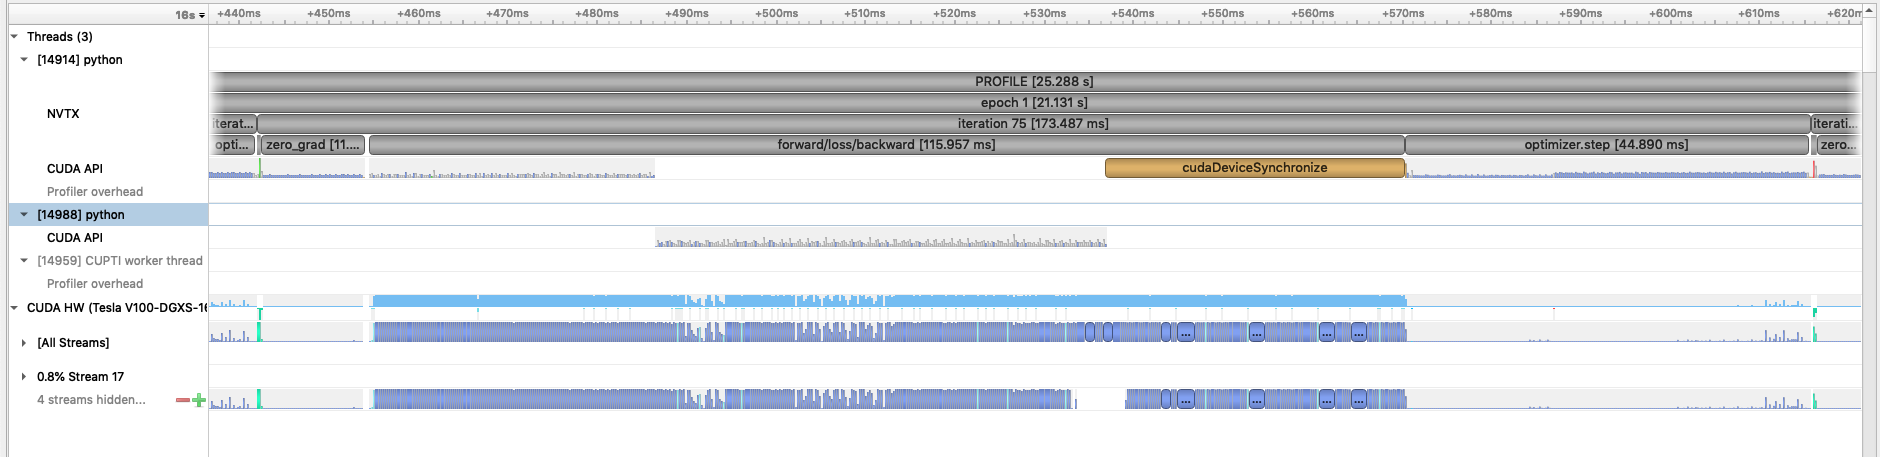 16s +440ms +450ms +460ms +470ms +480ms +490ms +500ms +510ms +520ms +530ms +540ms +550ms +560ms +570ms +580ms +590ms +600ms +610ms +620m
Threads (3)
[14914] python
PROFILE [25.288 s]
epoch 1 [21.131 s]
NVTX
iterat... iteration 75 [173.487 ms] iterati...
opti... zero_grad [11.... forward/loss/backward [115.957 ms] optimizer.step [44.890 ms] zero...
CUDA API cudaDeviceSynchronize
Profiler overhead
[14988] python
CUDA API
[14959] CUPTI worker thread
Profiler overhead
CUDA HW (Tesla V100-DGXS-16
[All Streams] ... ... ... ...
0.8% Stream 17
4 streams hidden... ... ... ... ...